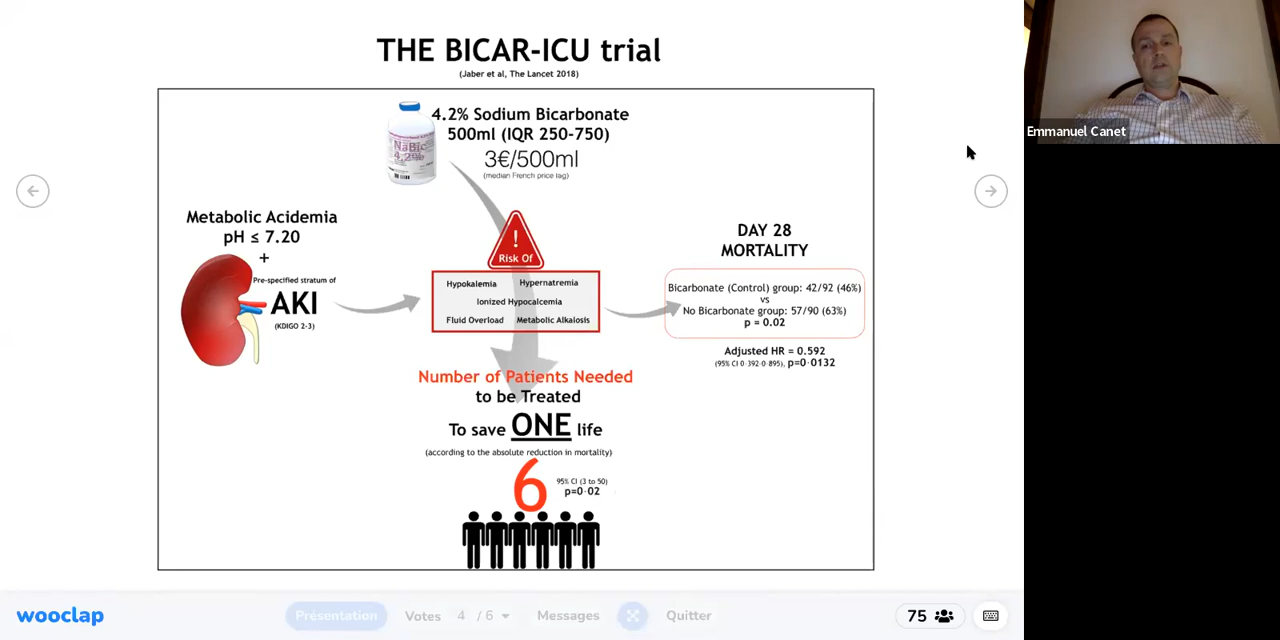 THE BICAR-ICU trial
(Jaber et al, The Lancet 2018)
4.2% Sodium Bicarbonate
500ml (IQR 250-750)
3€/500ml
(median French price tag)
NaBic
4,2%
Metabolic Acidemia
pH ≤ 7.20
+
Pre-specified stratum of
AKI
(KDIGO 2-3)
!
Risk Of
Hypokalemia Hypernatremia
Ionized Hypocalcemia
Fluid Overload Metabolic Alkalosis
DAY 28
MORTALITY
Bicarbonate (Control) group: 42/92 (46%)
vs
No Bicarbonate group: 57/90 (63%)
p = 0.02
Adjusted HR = 0.592
(95% CI 0·392-0·895), p=0·0132
Number of Patients Needed
to be Treated
To save ONE life
(according to the absolute reduction in mortality)
6
95% CI (3 to 50)
p=0·02
Emmanuel Canet
wooclap
Présentation Votes 4 / 6 Messages Quitter 75